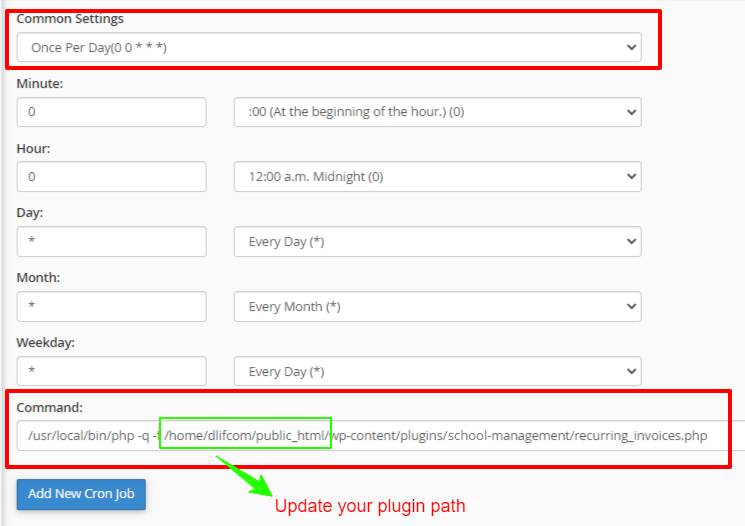 Common Settings
Once Per Day(0 0 * * *)
Minute:
0 :00 (At the beginning of the hour.) (0)
Hour:
0 12:00 a.m. Midnight (0)
Day:
* Every Day (*)
Month:
* Every Month (*)
Weekday:
* Every Day (*)
Command:
/usr/local/bin/php -q -f /home/dlifcom/public_html/wp-content/plugins/school-management/recurring_invoices.php
Add New Cron Job
Update your plugin path